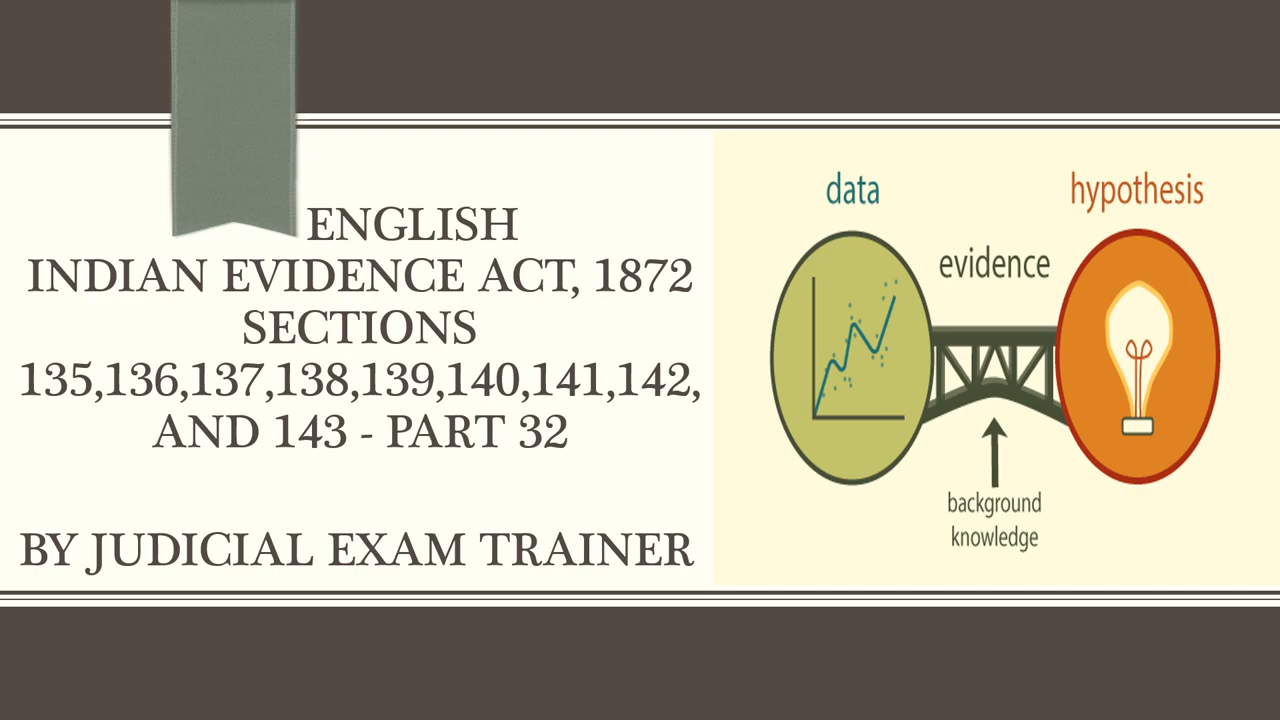 ENGLISH
INDIAN EVIDENCE ACT, 1872
SECTIONS
135,136,137,138,139,140,141,142,
AND 143 - PART 32
BY JUDICIAL EXAM TRAINER
data
hypothesis
evidence
background
knowledge